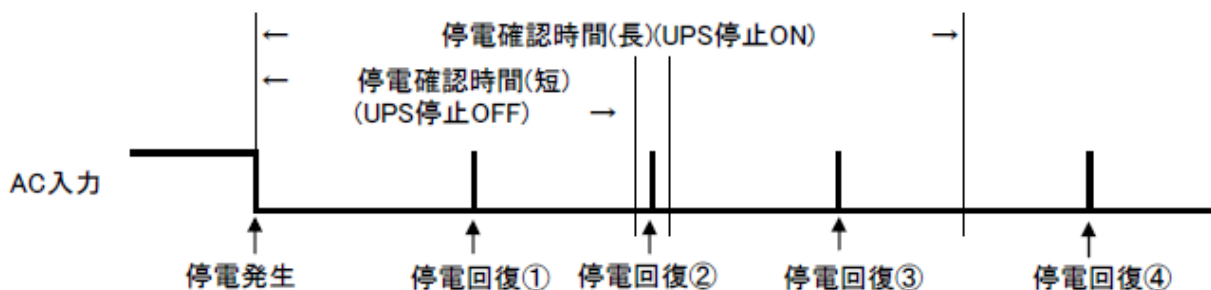 ← 停電確認時間(長)(UPS停止ON) →
← 停電確認時間(短)
(UPS停止OFF) →
AC入力
停電発生 停電回復① 停電回復② 停電回復③ 停電回復④